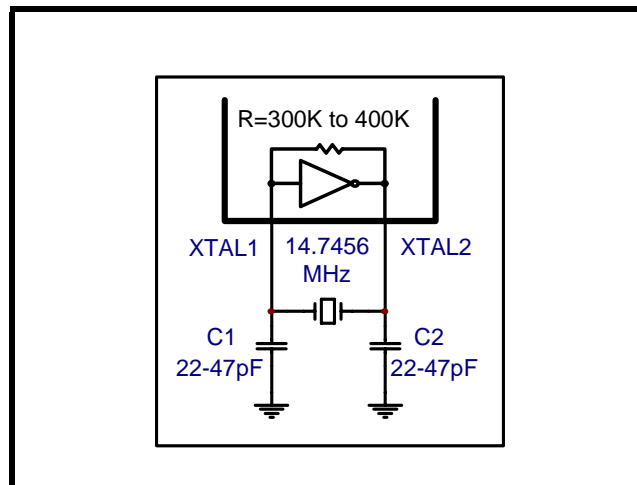 R=300K to 400K
XTAL1
14.7456
MHz
XTAL2
C1
22-47pF
C2
22-47pF